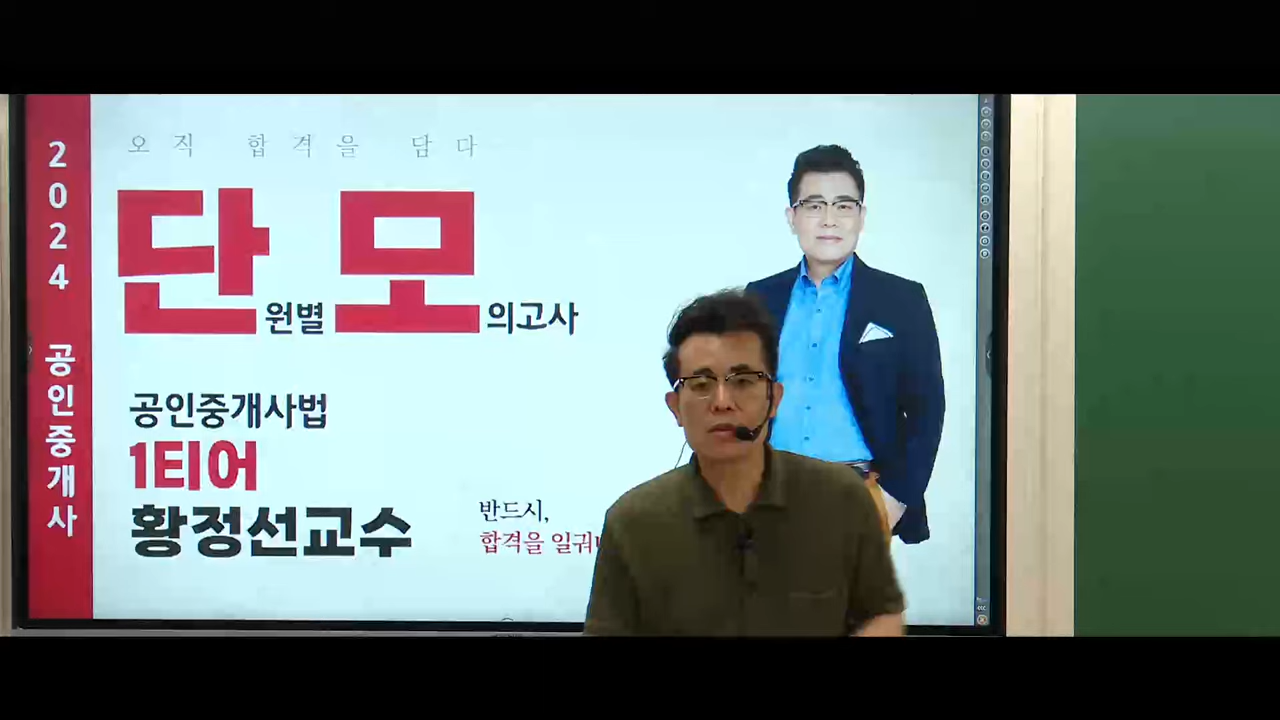 2024 공인중개사
오직 합격을 담다
단원별 모의고사
공인중개사법
1티어
황정선교수
반드시,
합격을 일궈